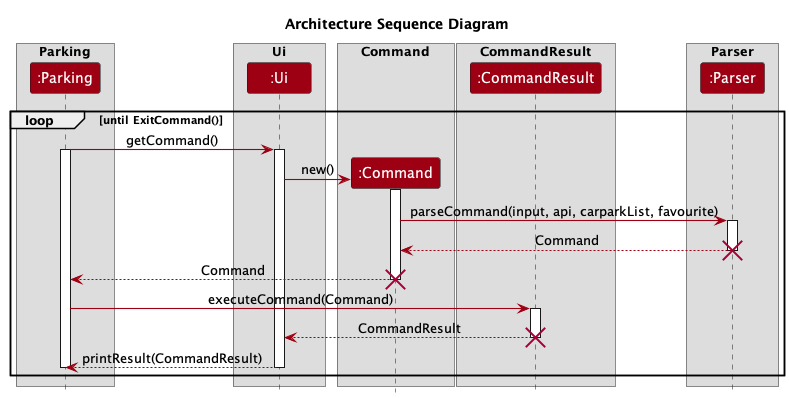 Architecture Sequence Diagram
Parking Ui Command CommandResult Parser
:Parking :Ui :CommandResult :Parser
loop [until ExitCommand()]
getCommand()
new()
:Command
parseCommand(input, api, carparkList, favourite)
Command
Command
executeCommand(Command)
CommandResult
printResult(CommandResult)